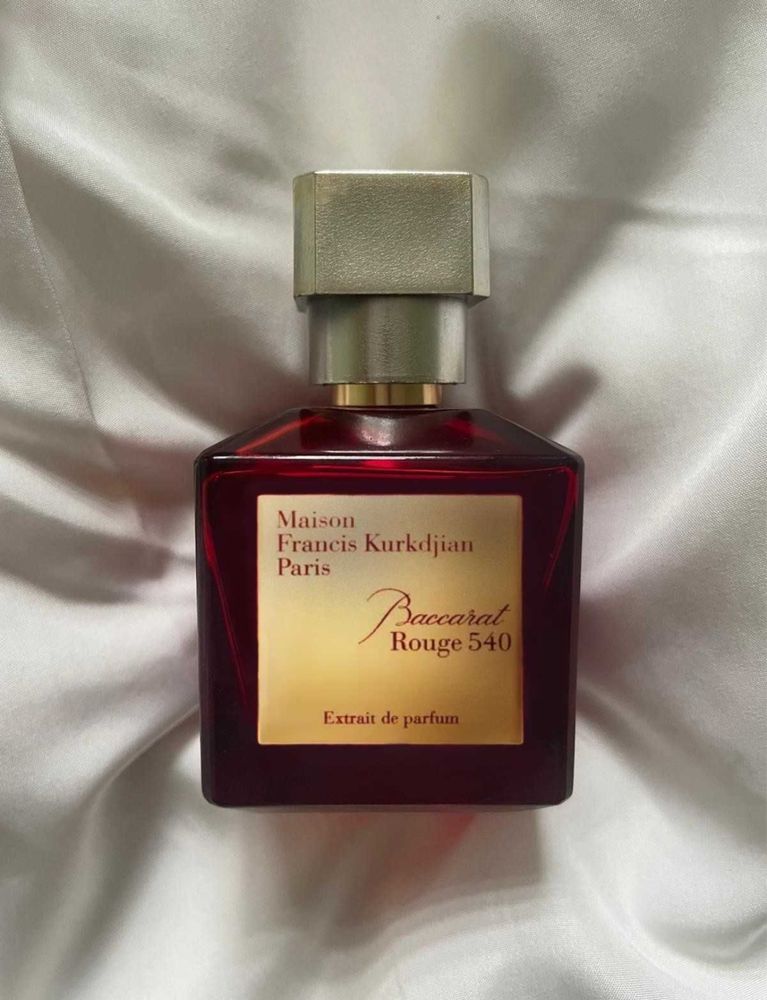 Maison
Francis Kurkdjian
Paris
Baccarat
Rouge 540
Extrait de parfum